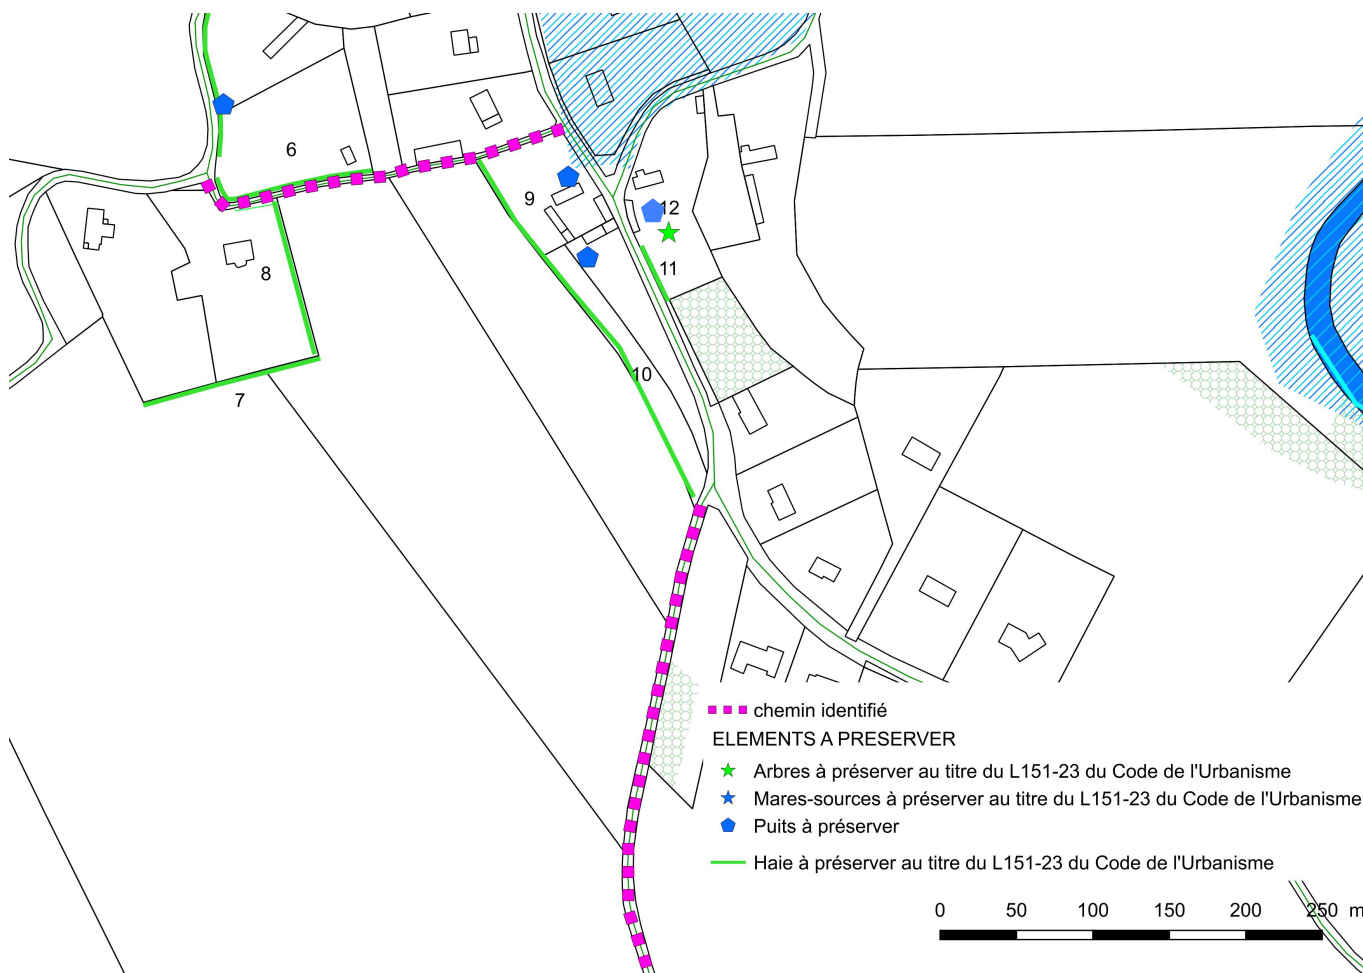 6
9
12
11
8
10
7
chemin identifié
ELEMENTS A PRESERVER
Arbres à préserver au titre du L151-23 du Code de l'Urbanisme
Mares-sources à préserver au titre du L151-23 du Code de l'Urbanisme
Puits à préserver
Haie à préserver au titre du L151-23 du Code de l'Urbanisme
0 50 100 150 200 250 m